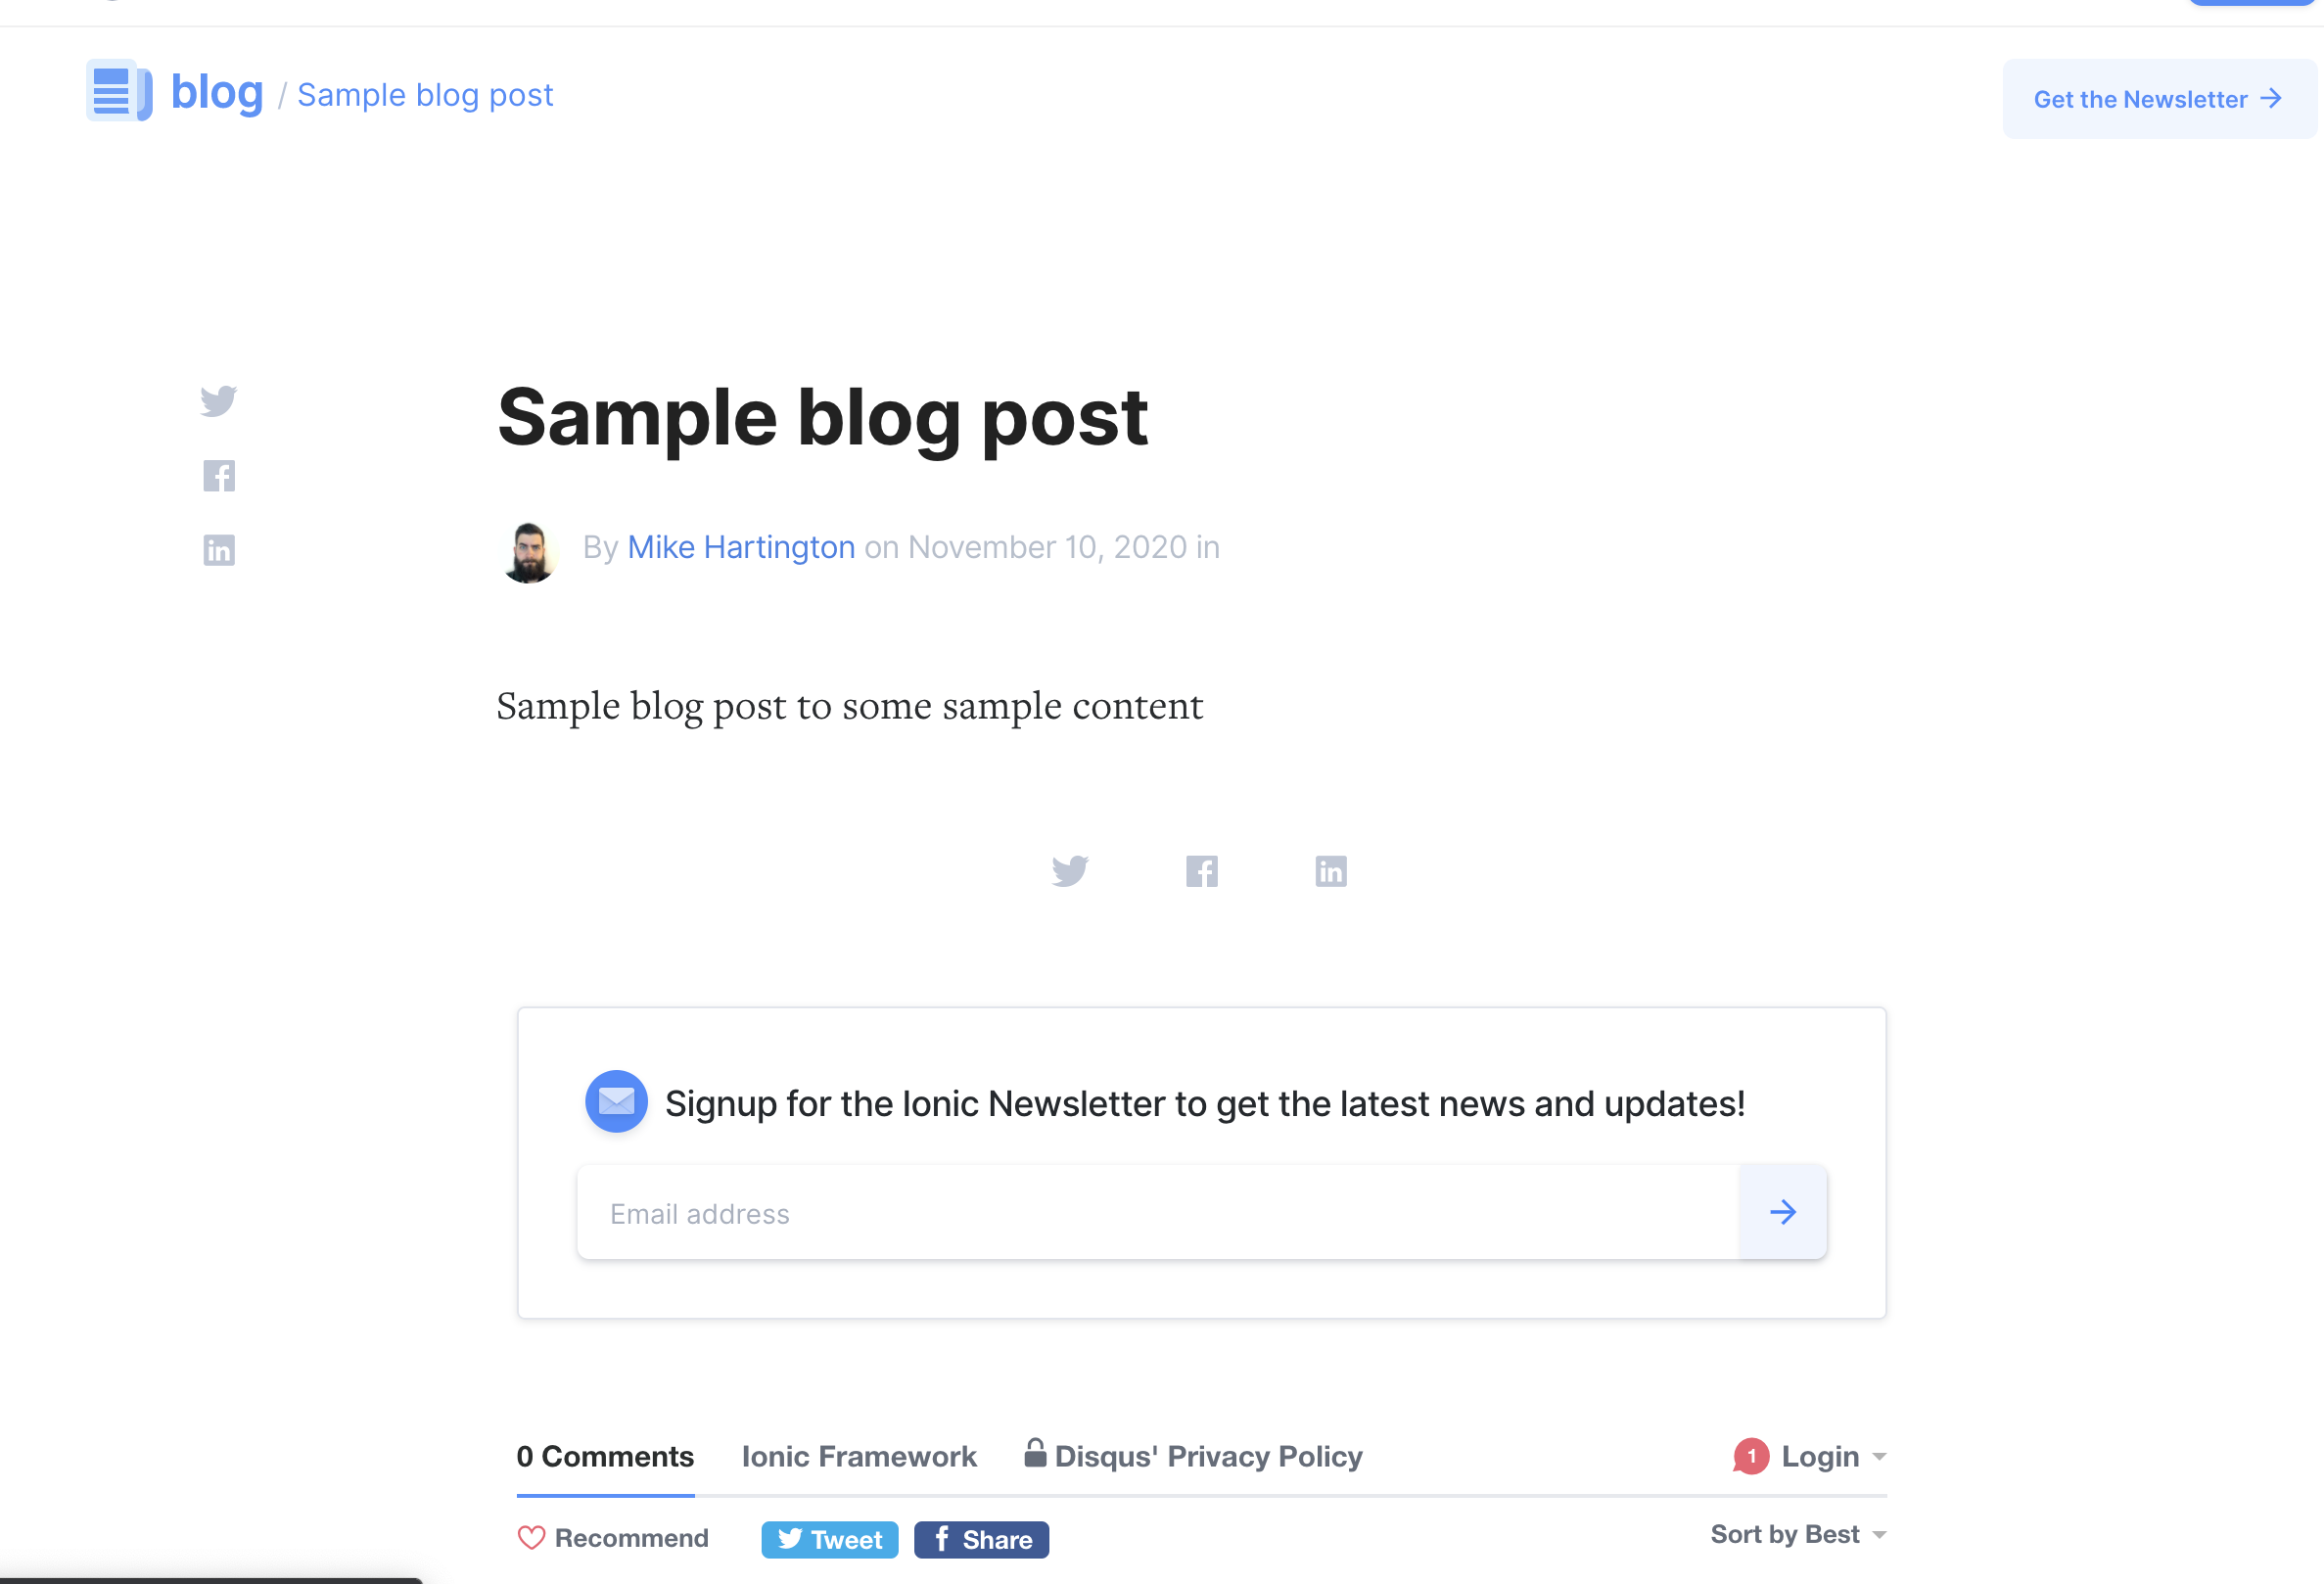 blog / Sample blog post
Get the Newsletter →
Sample blog post
By Mike Hartington on November 10, 2020 in
Sample blog post to some sample content
Signup for the Ionic Newsletter to get the latest news and updates!
Email address
0 Comments Ionic Framework Disqus' Privacy Policy 1 Login
Recommend Tweet Share Sort by Best